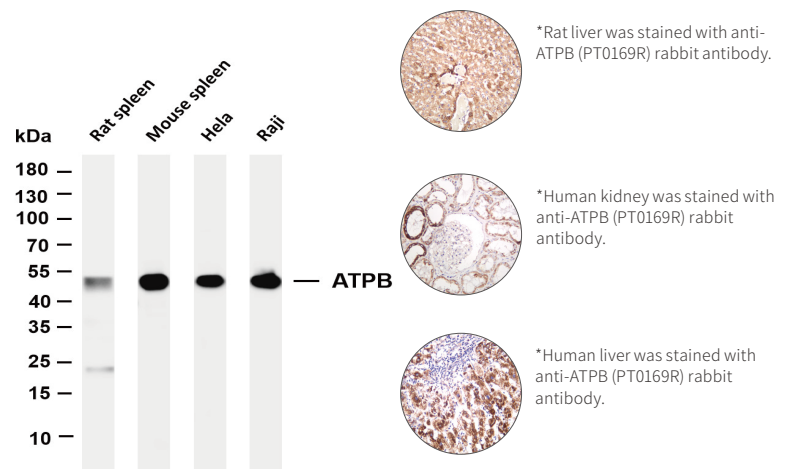 kDa
Rat spleen
Mouse spleen
Hela
Raji
180
130
100
70
55
40
35
25
15
10
ATPB
*Rat liver was stained with anti-
ATPB (PT0169R) rabbit antibody.
*Human kidney was stained with
anti-ATPB (PT0169R) rabbit
antibody.
*Human liver was stained with
anti-ATPB (PT0169R) rabbit
antibody.